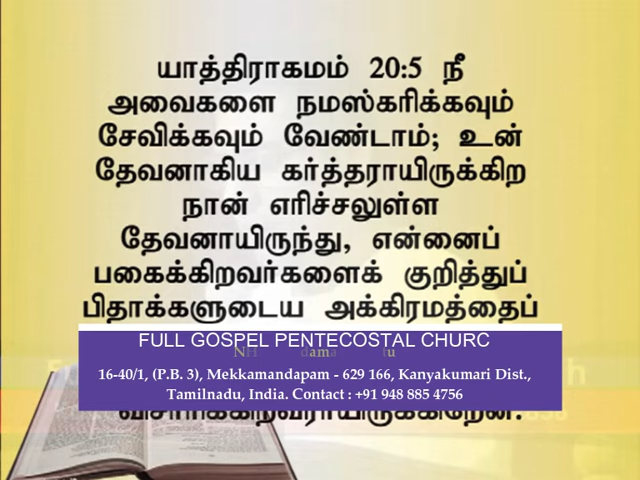 யாத்திராகமம் 20:5 நீ
அவைகளை நமஸ்கரிக்கவும்
சேவிக்கவும் வேண்டாம்; உன்
தேவனாகிய கர்த்தராயிருக்கிற
நான் எரிச்சலுள்ள
தேவனாயிருந்து, என்னைப்
பகைக்கிறவர்களைக் குறித்துப்
பிதாக்களுடைய அக்கிரமத்தைப்
FULL GOSPEL PENTECOSTAL CHURC
16-40/1, (P.B. 3), Mekkamandapam - 629 166, Kanyakumari Dist.,
Tamilnadu, India. Contact : +91 948 885 4756
விசாரிக்கிறவராயிருக்கிறேன்.